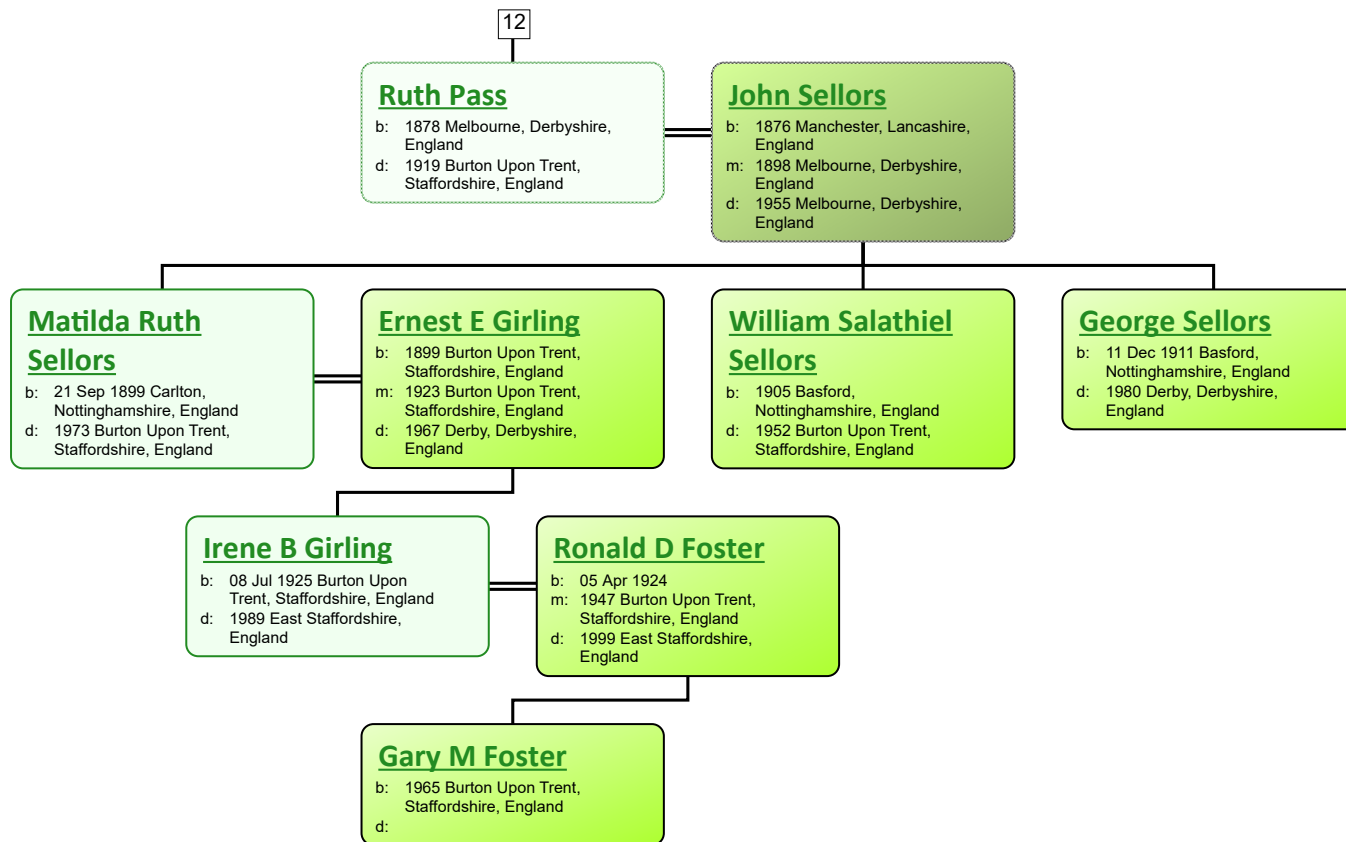 12
Ruth Pass
b: 1878 Melbourne, Derbyshire,
England
d: 1919 Burton Upon Trent,
Staffordshire, England
John Sellors
b: 1876 Manchester, Lancashire,
England
m: 1898 Melbourne, Derbyshire,
England
d: 1955 Melbourne, Derbyshire,
England
Matilda Ruth
Sellors
b: 21 Sep 1899 Carlton,
Nottinghamshire, England
d: 1973 Burton Upon Trent,
Staffordshire, England
Ernest E Girling
b: 1899 Burton Upon Trent,
Staffordshire, England
m: 1923 Burton Upon Trent,
Staffordshire, England
d: 1967 Derby, Derbyshire,
England
William Salathiel
Sellors
b: 1905 Basford,
Nottinghamshire, England
d: 1952 Burton Upon Trent,
Staffordshire, England
George Sellors
b: 11 Dec 1911 Basford,
Nottinghamshire, England
d: 1980 Derby, Derbyshire,
England
Irene B Girling
b: 08 Jul 1925 Burton Upon
Trent, Staffordshire, England
d: 1989 East Staffordshire,
England
Ronald D Foster
b: 05 Apr 1924
m: 1947 Burton Upon Trent,
Staffordshire, England
d: 1999 East Staffordshire,
England
Gary M Foster
b: 1965 Burton Upon Trent,
Staffordshire, England
d: